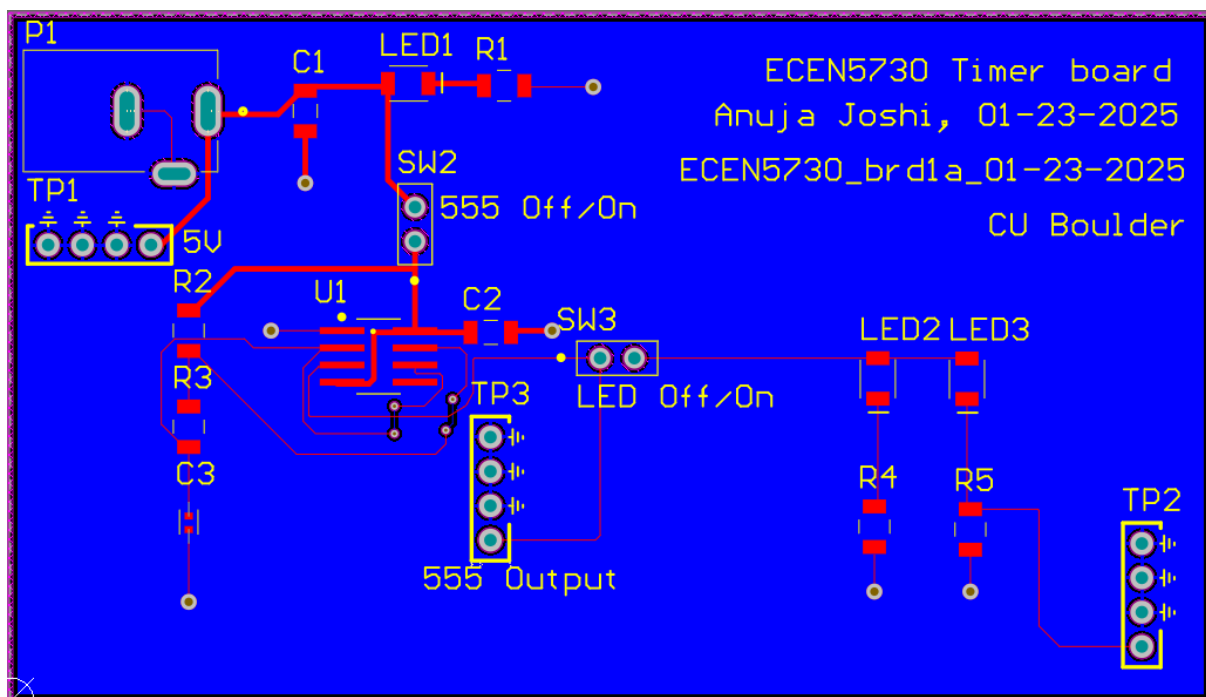 P1
LED1
R1
C1
ECEN5730 Timer board
Anuja Joshi, 01-23-2025
SW2
ECEN5730_brd1a_01-23-2025
TP1
555 Off/On
CU Boulder
5V
R2
U1
C2
SW3
LED2
LED3
R3
TP3
LED Off/On
C3
R4
R5
TP2
555 Output